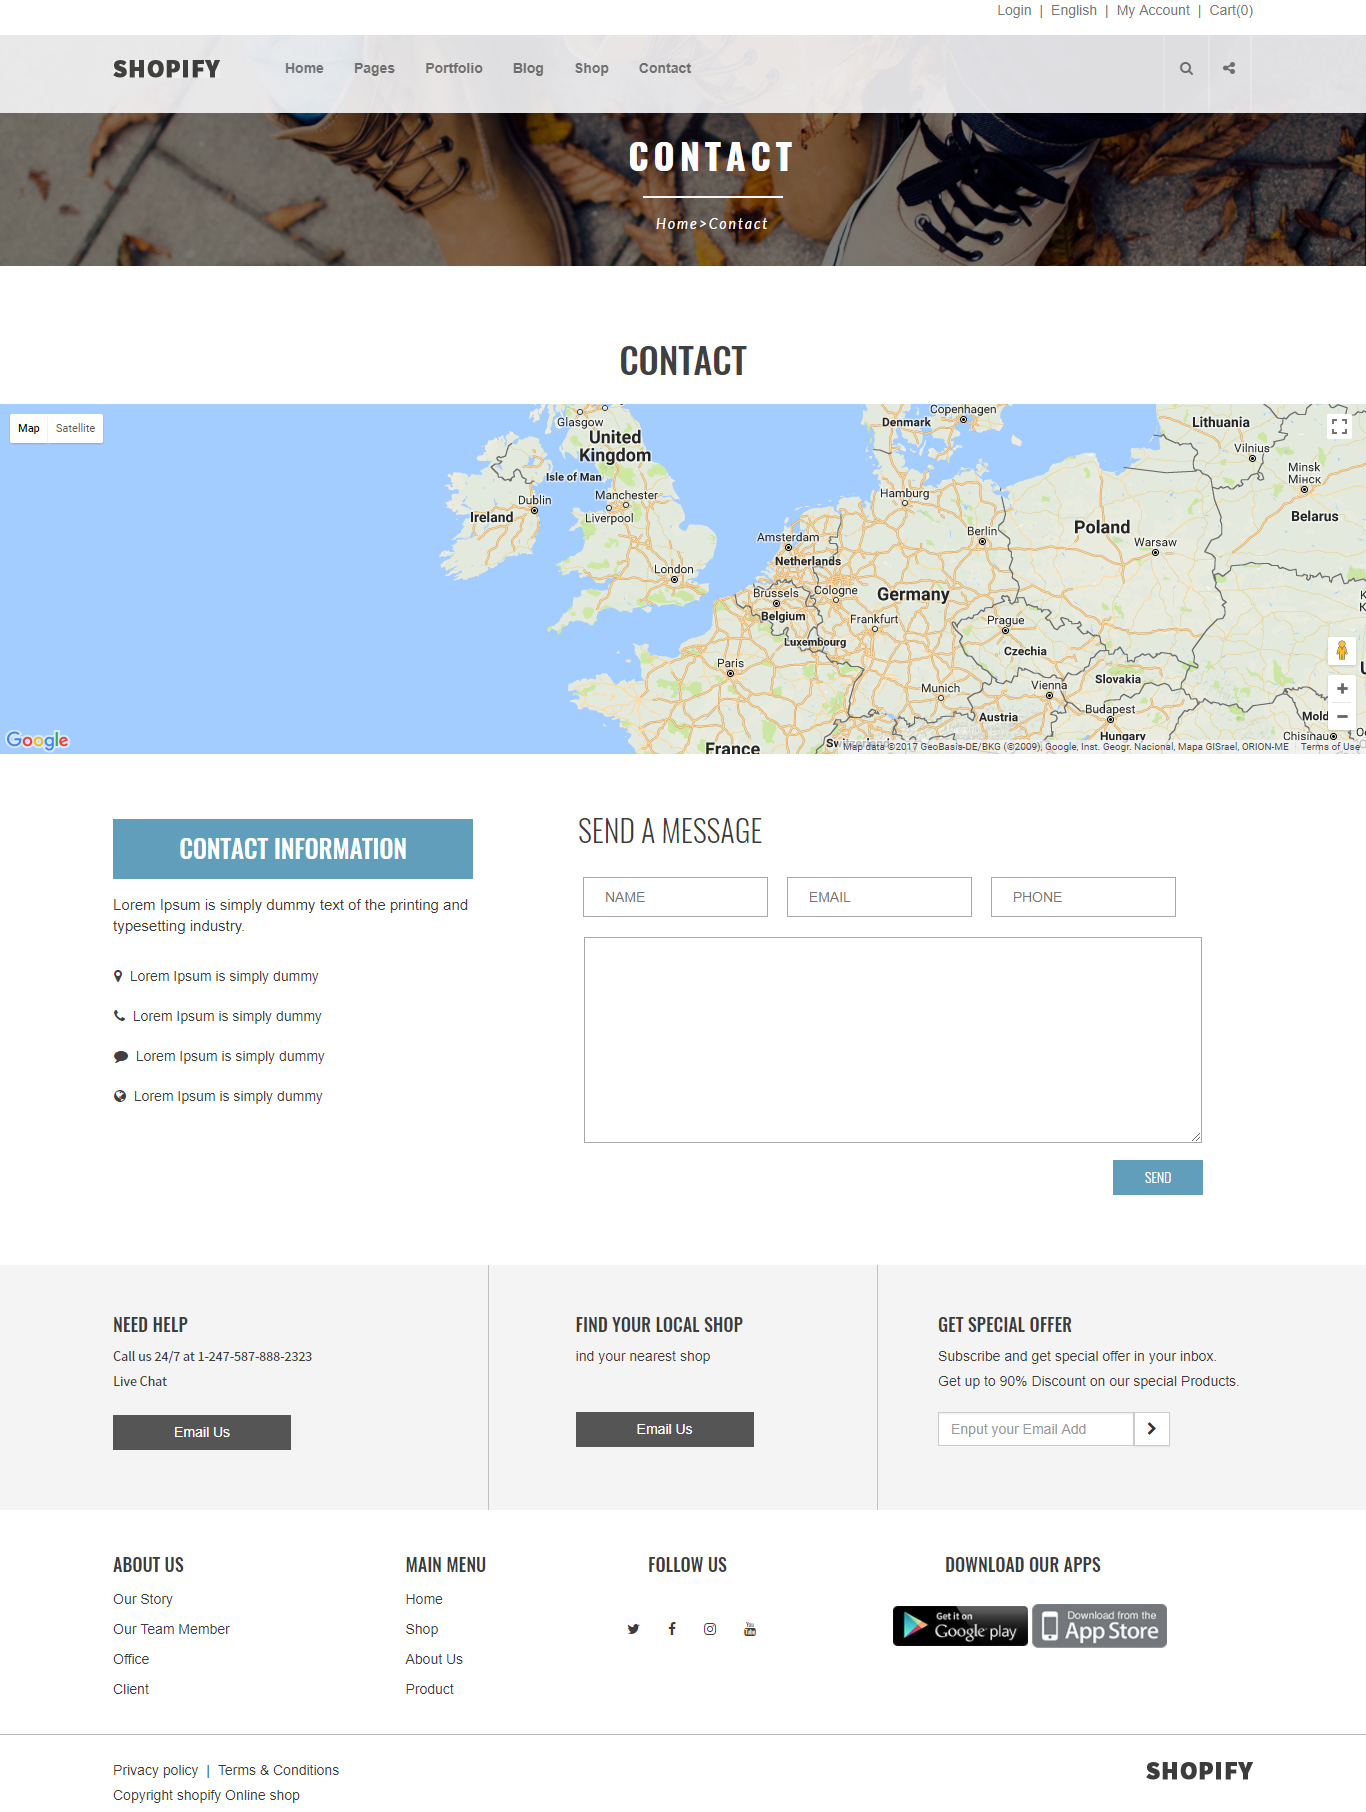 Login | English | My Account | Cart(0)
SHOPIFY
Home Pages Portfolio Blog Shop Contact
CONTACT
Home>Contact
CONTACT
Map Satellite
Glasgow
United
Kingdom
Isle of Man
Dublin
Manchester
Ireland
Liverpool
London
Copenhagen
Denmark
Lithuania
Vilnius
Minsk
Мінск
Hamburg
Belarus
Poland
Berlin
Amsterdam
Warsaw
Netherlands
Brussels
Cologne
Germany
Belgium
Frankfurt
Prague
Luxembourg
Czechia
Paris
Slovakia
Munich
Vienna
Budapest
Austria
Mold
Hungary
Chisinau
France
Google
Map data ©2017 GeoBasis-DE/BKG (©2009), Google, Inst. Geogr. Nacional, Mapa GISrael, ORION-ME Terms of Use
CONTACT INFORMATION
Lorem Ipsum is simply dummy text of the printing and
typesetting industry.
Lorem Ipsum is simply dummy
Lorem Ipsum is simply dummy
Lorem Ipsum is simply dummy
Lorem Ipsum is simply dummy
SEND A MESSAGE
NAME EMAIL PHONE
SEND
NEED HELP
Call us 24/7 at 1-247-587-888-2323
Live Chat
Email Us
FIND YOUR LOCAL SHOP
ind your nearest shop
Email Us
GET SPECIAL OFFER
Subscribe and get special offer in your inbox.
Get up to 90% Discount on our special Products.
Enput your Email Add
ABOUT US
Our Story
Our Team Member
Office
Client
MAIN MENU
Home
Shop
About Us
Product
FOLLOW US
You
Tube
DOWNLOAD OUR APPS
Get it on
Google play
Download from the
App Store
Privacy policy | Terms & Conditions
Copyright shopify Online shop
SHOPIFY